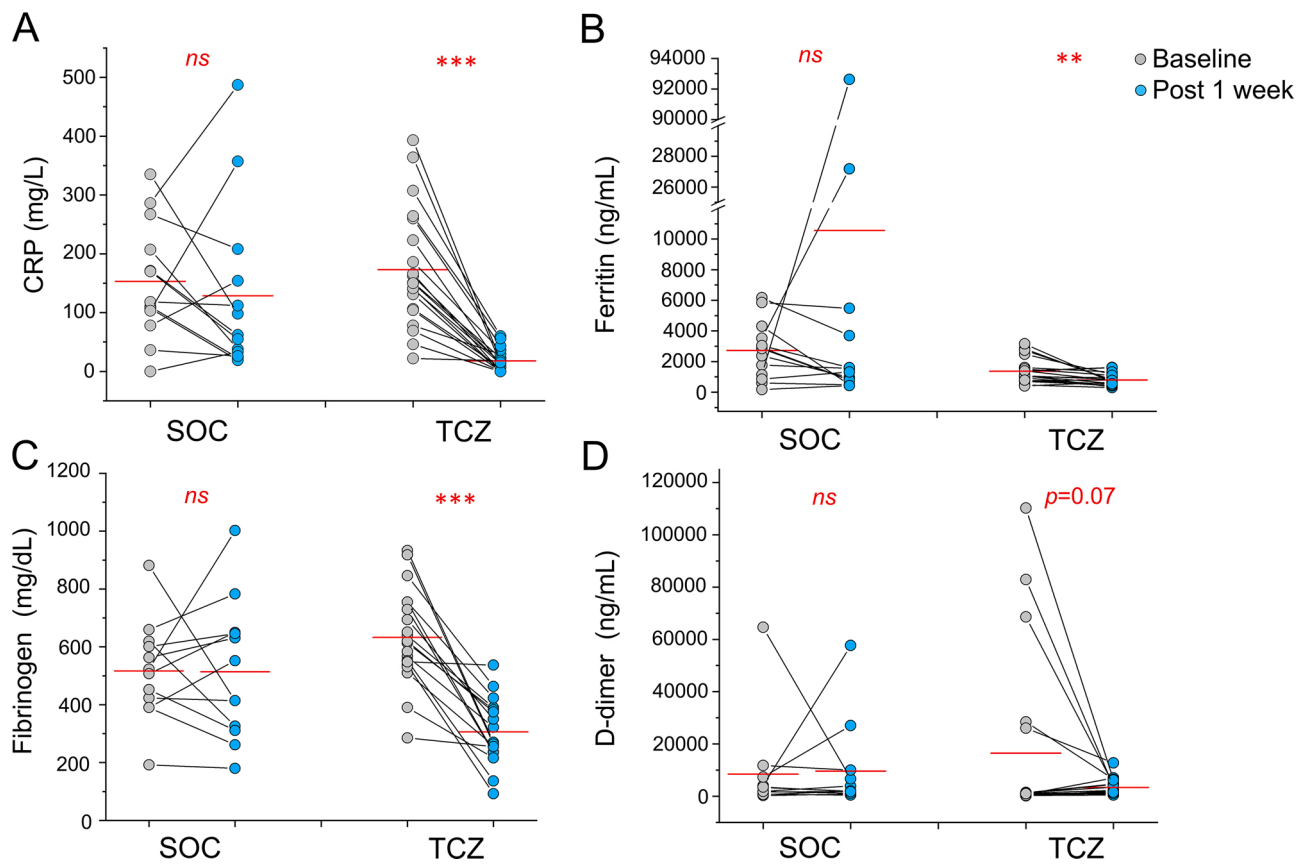 A
ns
***
CRP (mg/L)
500
400
300
200
100
0
SOC
TCZ
B
ns
**
Baseline
Post 1 week
Ferritin (ng/mL)
94000
92000
90000
28000
26000
10000
8000
6000
4000
2000
0
SOC
TCZ
C
ns
***
Fibrinogen (mg/dL)
1200
1000
800
600
400
200
0
SOC
TCZ
D
ns
p=0.07
D-dimer (ng/mL)
120000
100000
80000
60000
40000
20000
0
SOC
TCZ